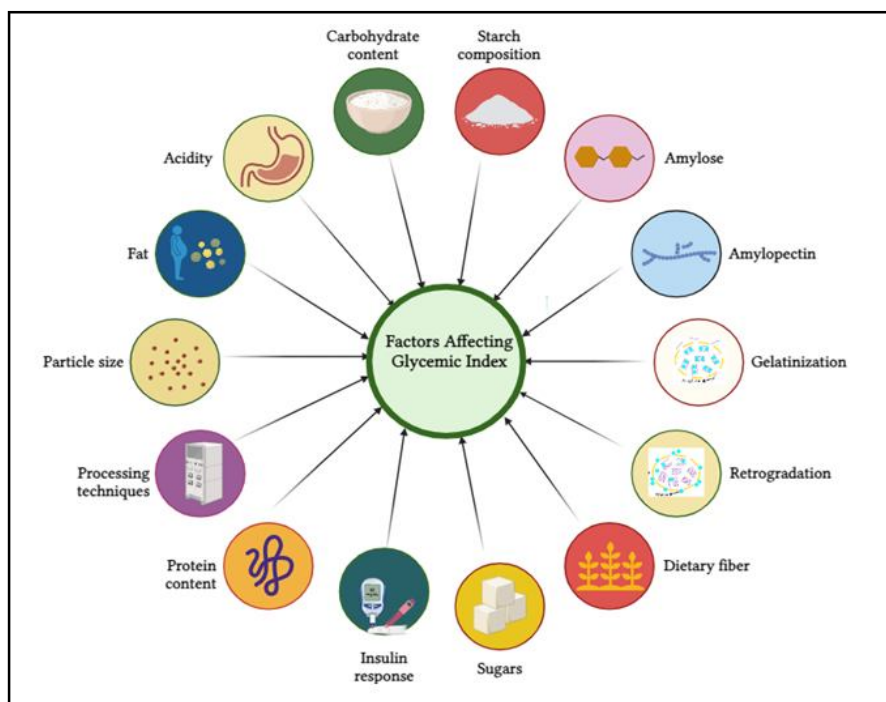 Carbohydrate
content
Starch
composition
Amylose
Amylopectin
Gelatinization
Retrogradation
Dietary fiber
Sugars
Insulin
response
Protein
content
Processing
techniques
Particle size
Fat
Acidity
Factors Affecting
Glycemic Index